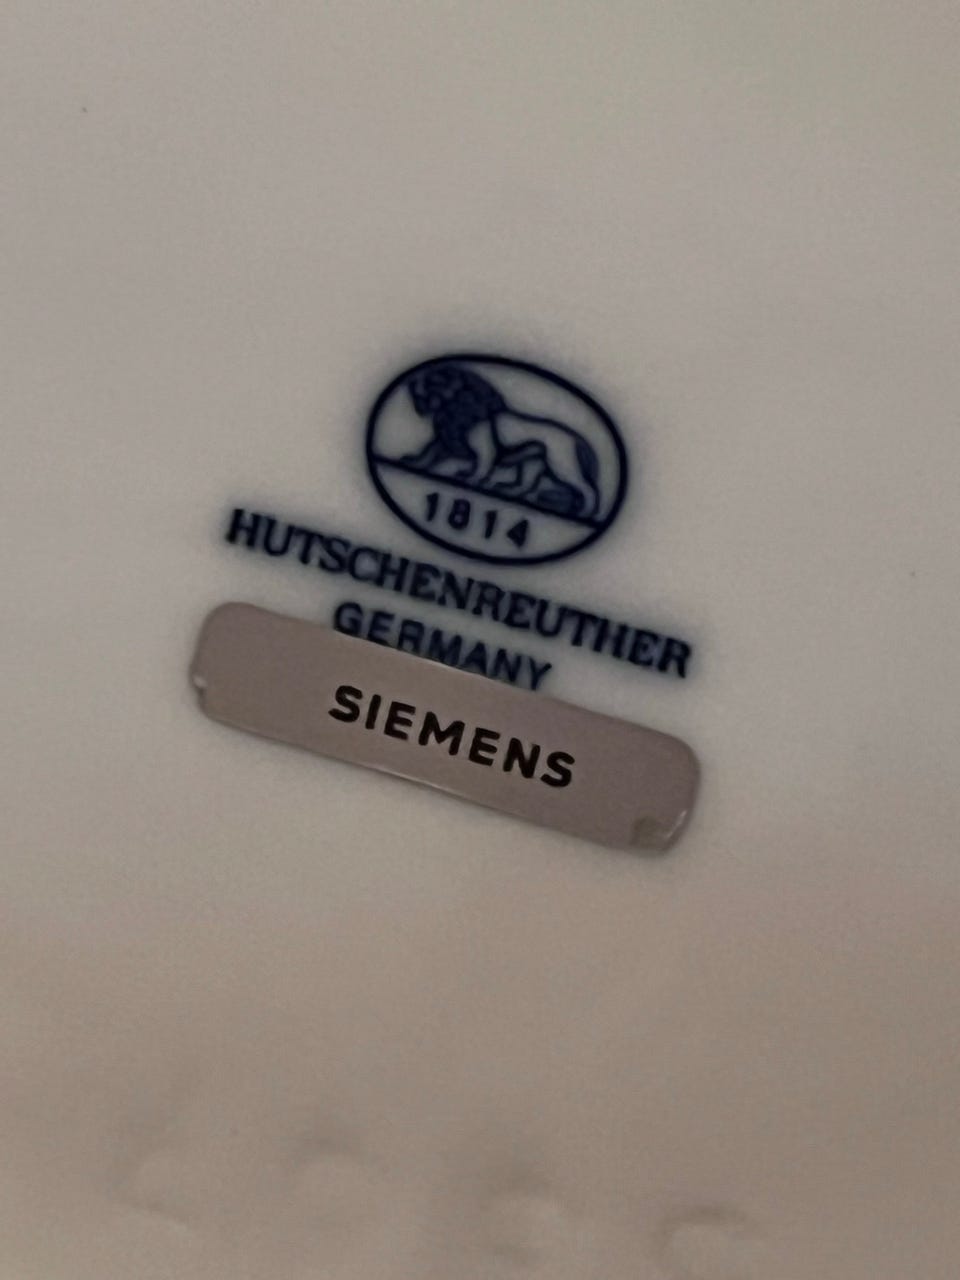 1814
HUTSCHENREUTHER
GERMANY
SIEMENS